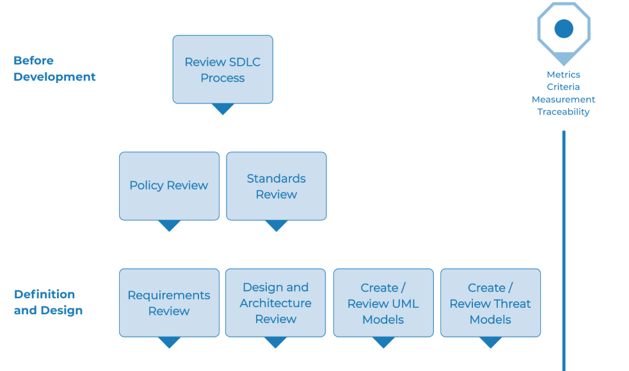 Before
Development
Review SDLC
Process
Metrics
Criteria
Measurement
Traceability
Policy Review
Standards
Review
Definition
and Design
Requirements
Review
Design and
Architecture
Review
Create /
Review UML
Models
Create /
Review Threat
Models